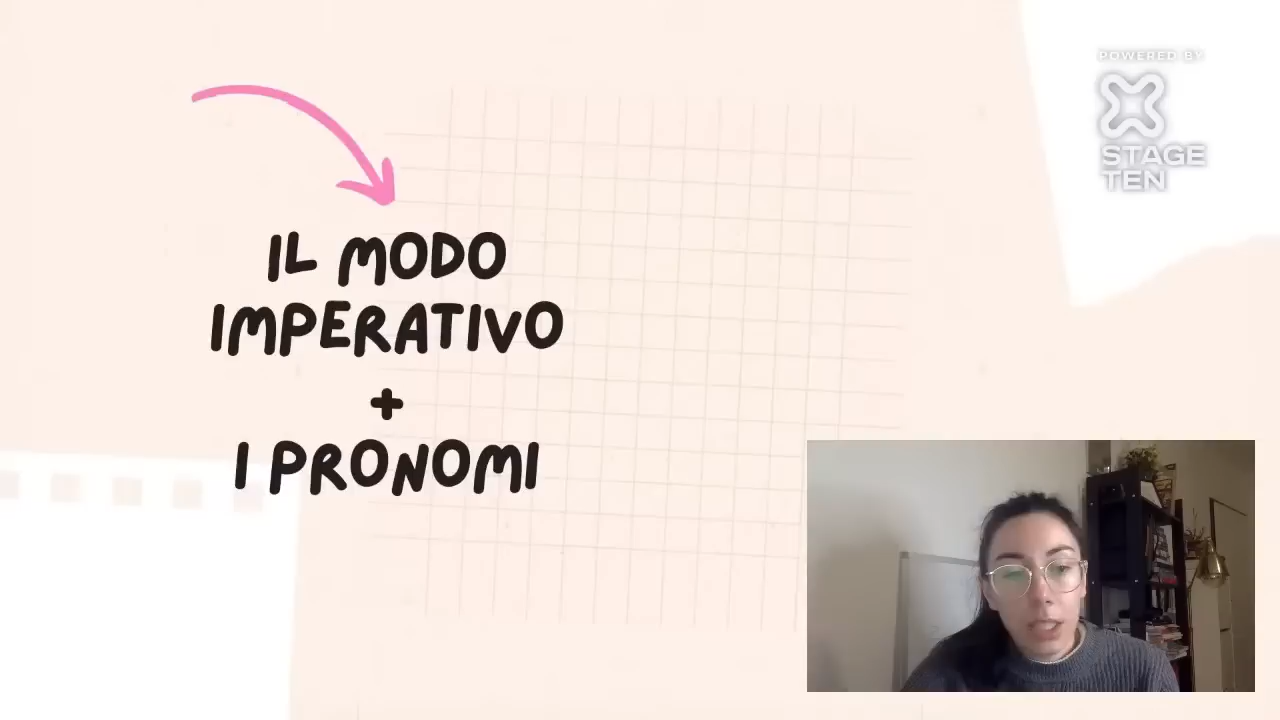 IL MODO
IMPERATIVO
+
I PRONOMI
POWERED BY
STAGE
TEN